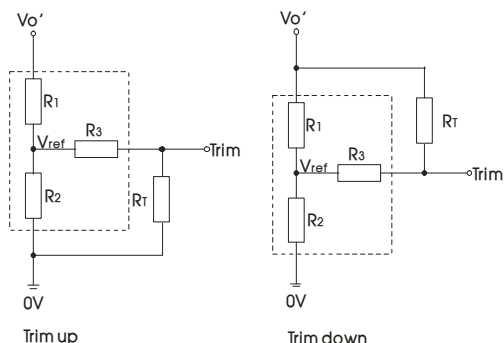 Vo'
R1
Vref
R3
Trim
R2
RT
0V
Trim up
Vo'
R1
RT
Vref
R3
Trim
R2
0V
Trim down